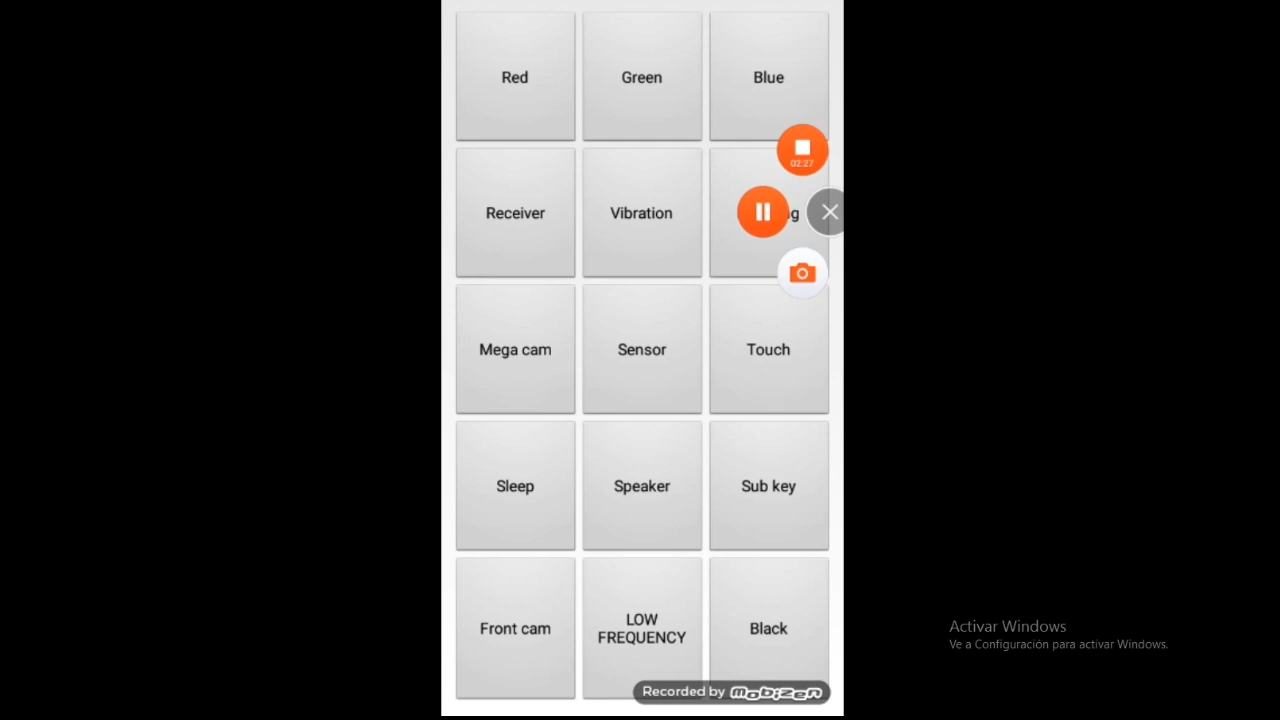 Red
Green
Blue
02:27
Receiver
Vibration
g
Mega cam
Sensor
Touch
Sleep
Speaker
Sub key
Front cam
LOW
FREQUENCY
Black
Recorded by mobizen
Activar Windows
Ve a Configuración para activar Windows.